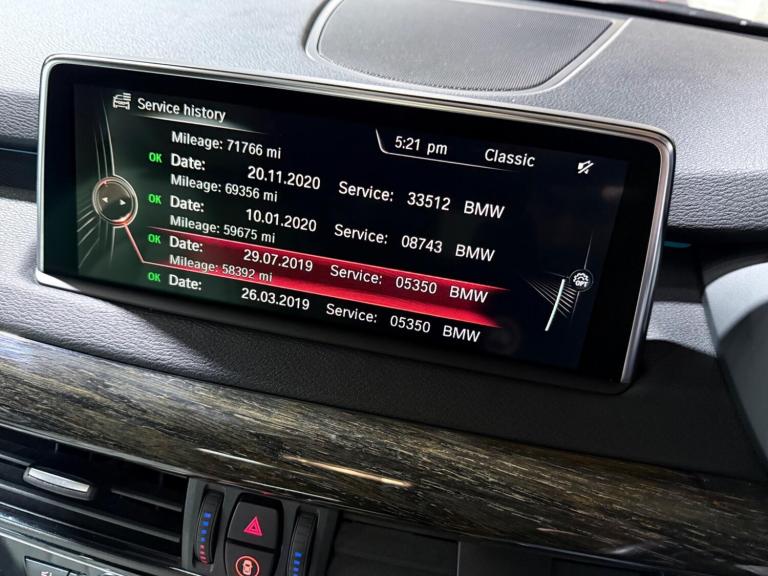 Service history
5:21 pm
Classic
Mileage: 71766 mi
OK Date: 20.11.2020 Service: 33512 BMW
Mileage: 69356 mi
OK Date: 10.01.2020 Service: 08743 BMW
Mileage: 59675 mi
OK Date: 29.07.2019 Service: 05350 BMW
Mileage: 58392 mi
OK Date: 26.03.2019 Service: 05350 BMW
OPT